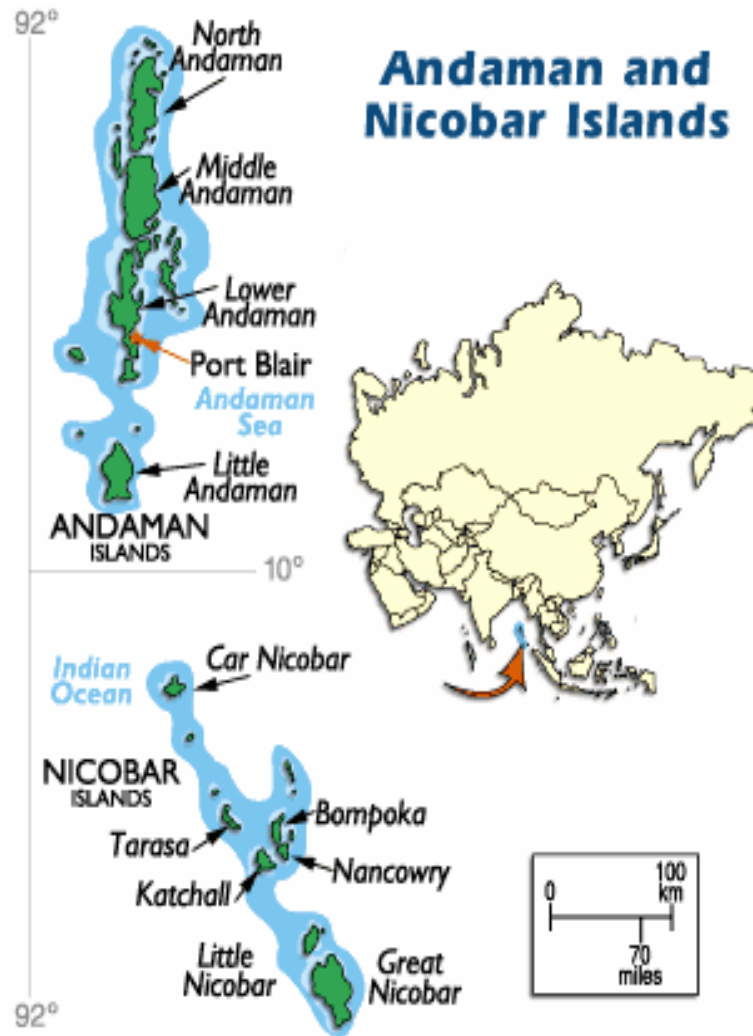 92°
North
Andaman
Andaman and
Nicobar Islands
Middle
Andaman
Lower
Andaman
Port Blair
Andaman
Sea
Little
Andaman
ANDAMAN
ISLANDS
10°
Indian
Ocean
Car Nicobar
NICOBAR
ISLANDS
Bompoka
Tarasa
Nancowry
Katchall
Little
Nicobar
Great
Nicobar
0
100
km
70
miles
92°